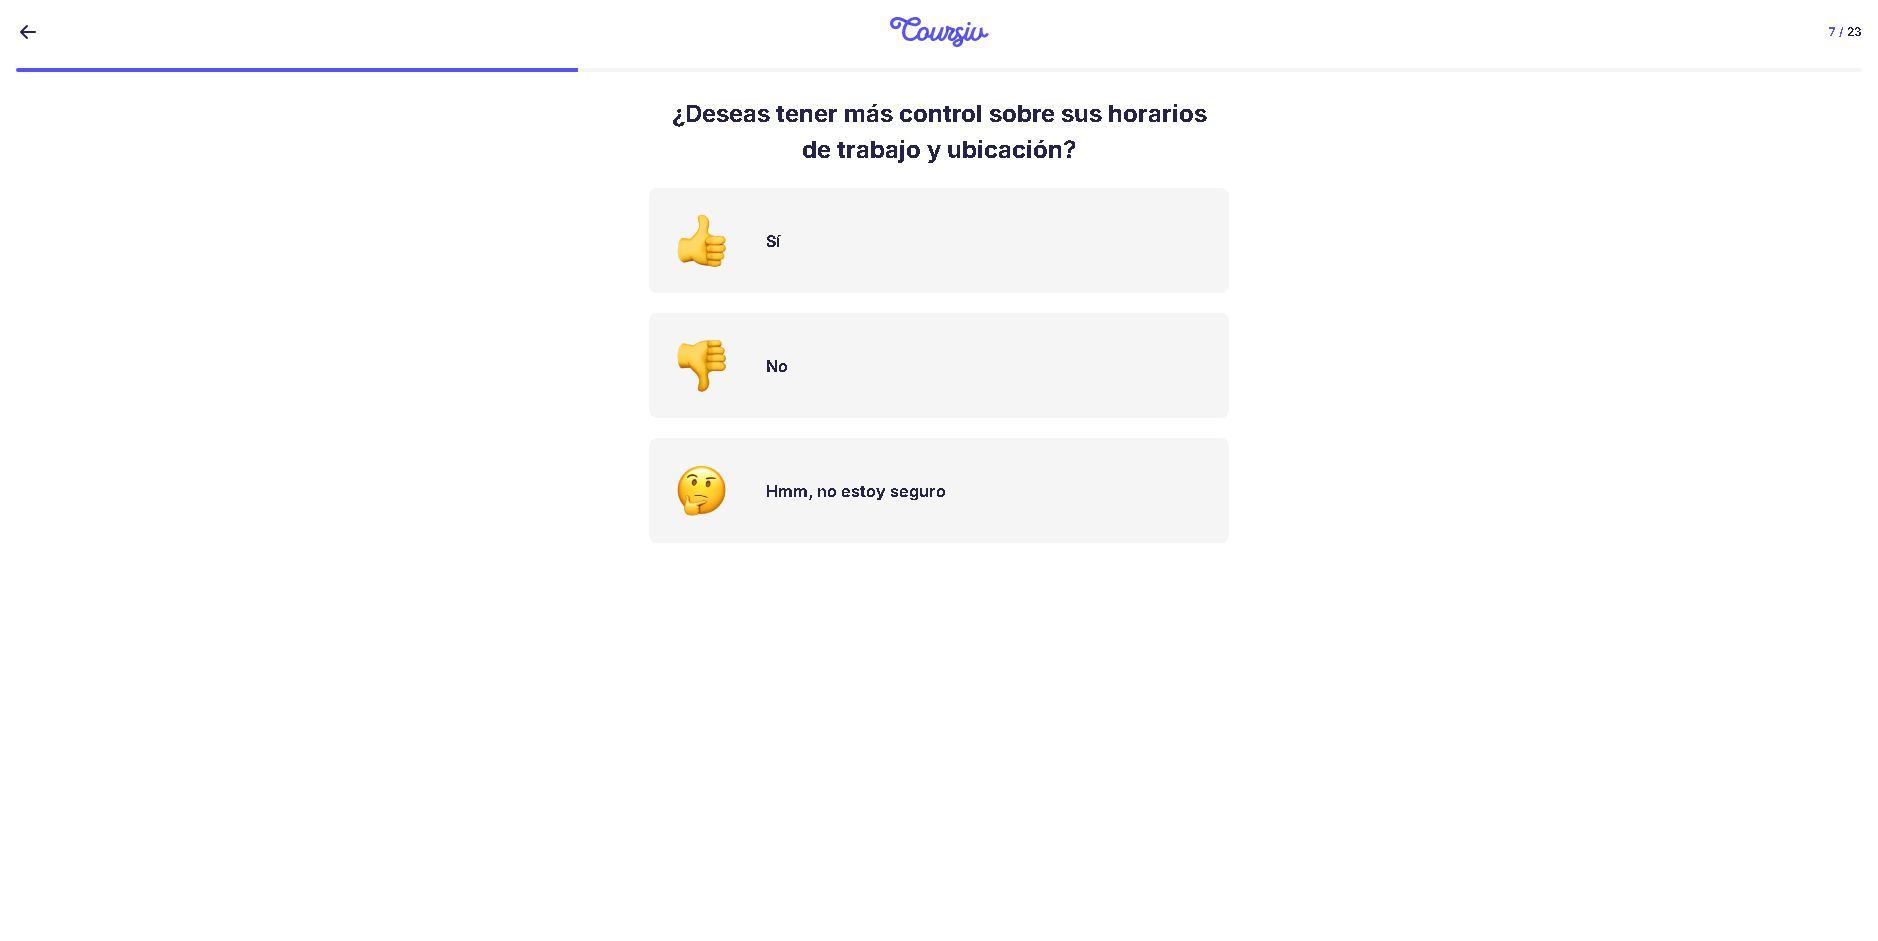 Coursiv
7 / 23
¿Deseas tener más control sobre sus horarios
de trabajo y ubicación?
Sí
No
Hmm, no estoy seguro